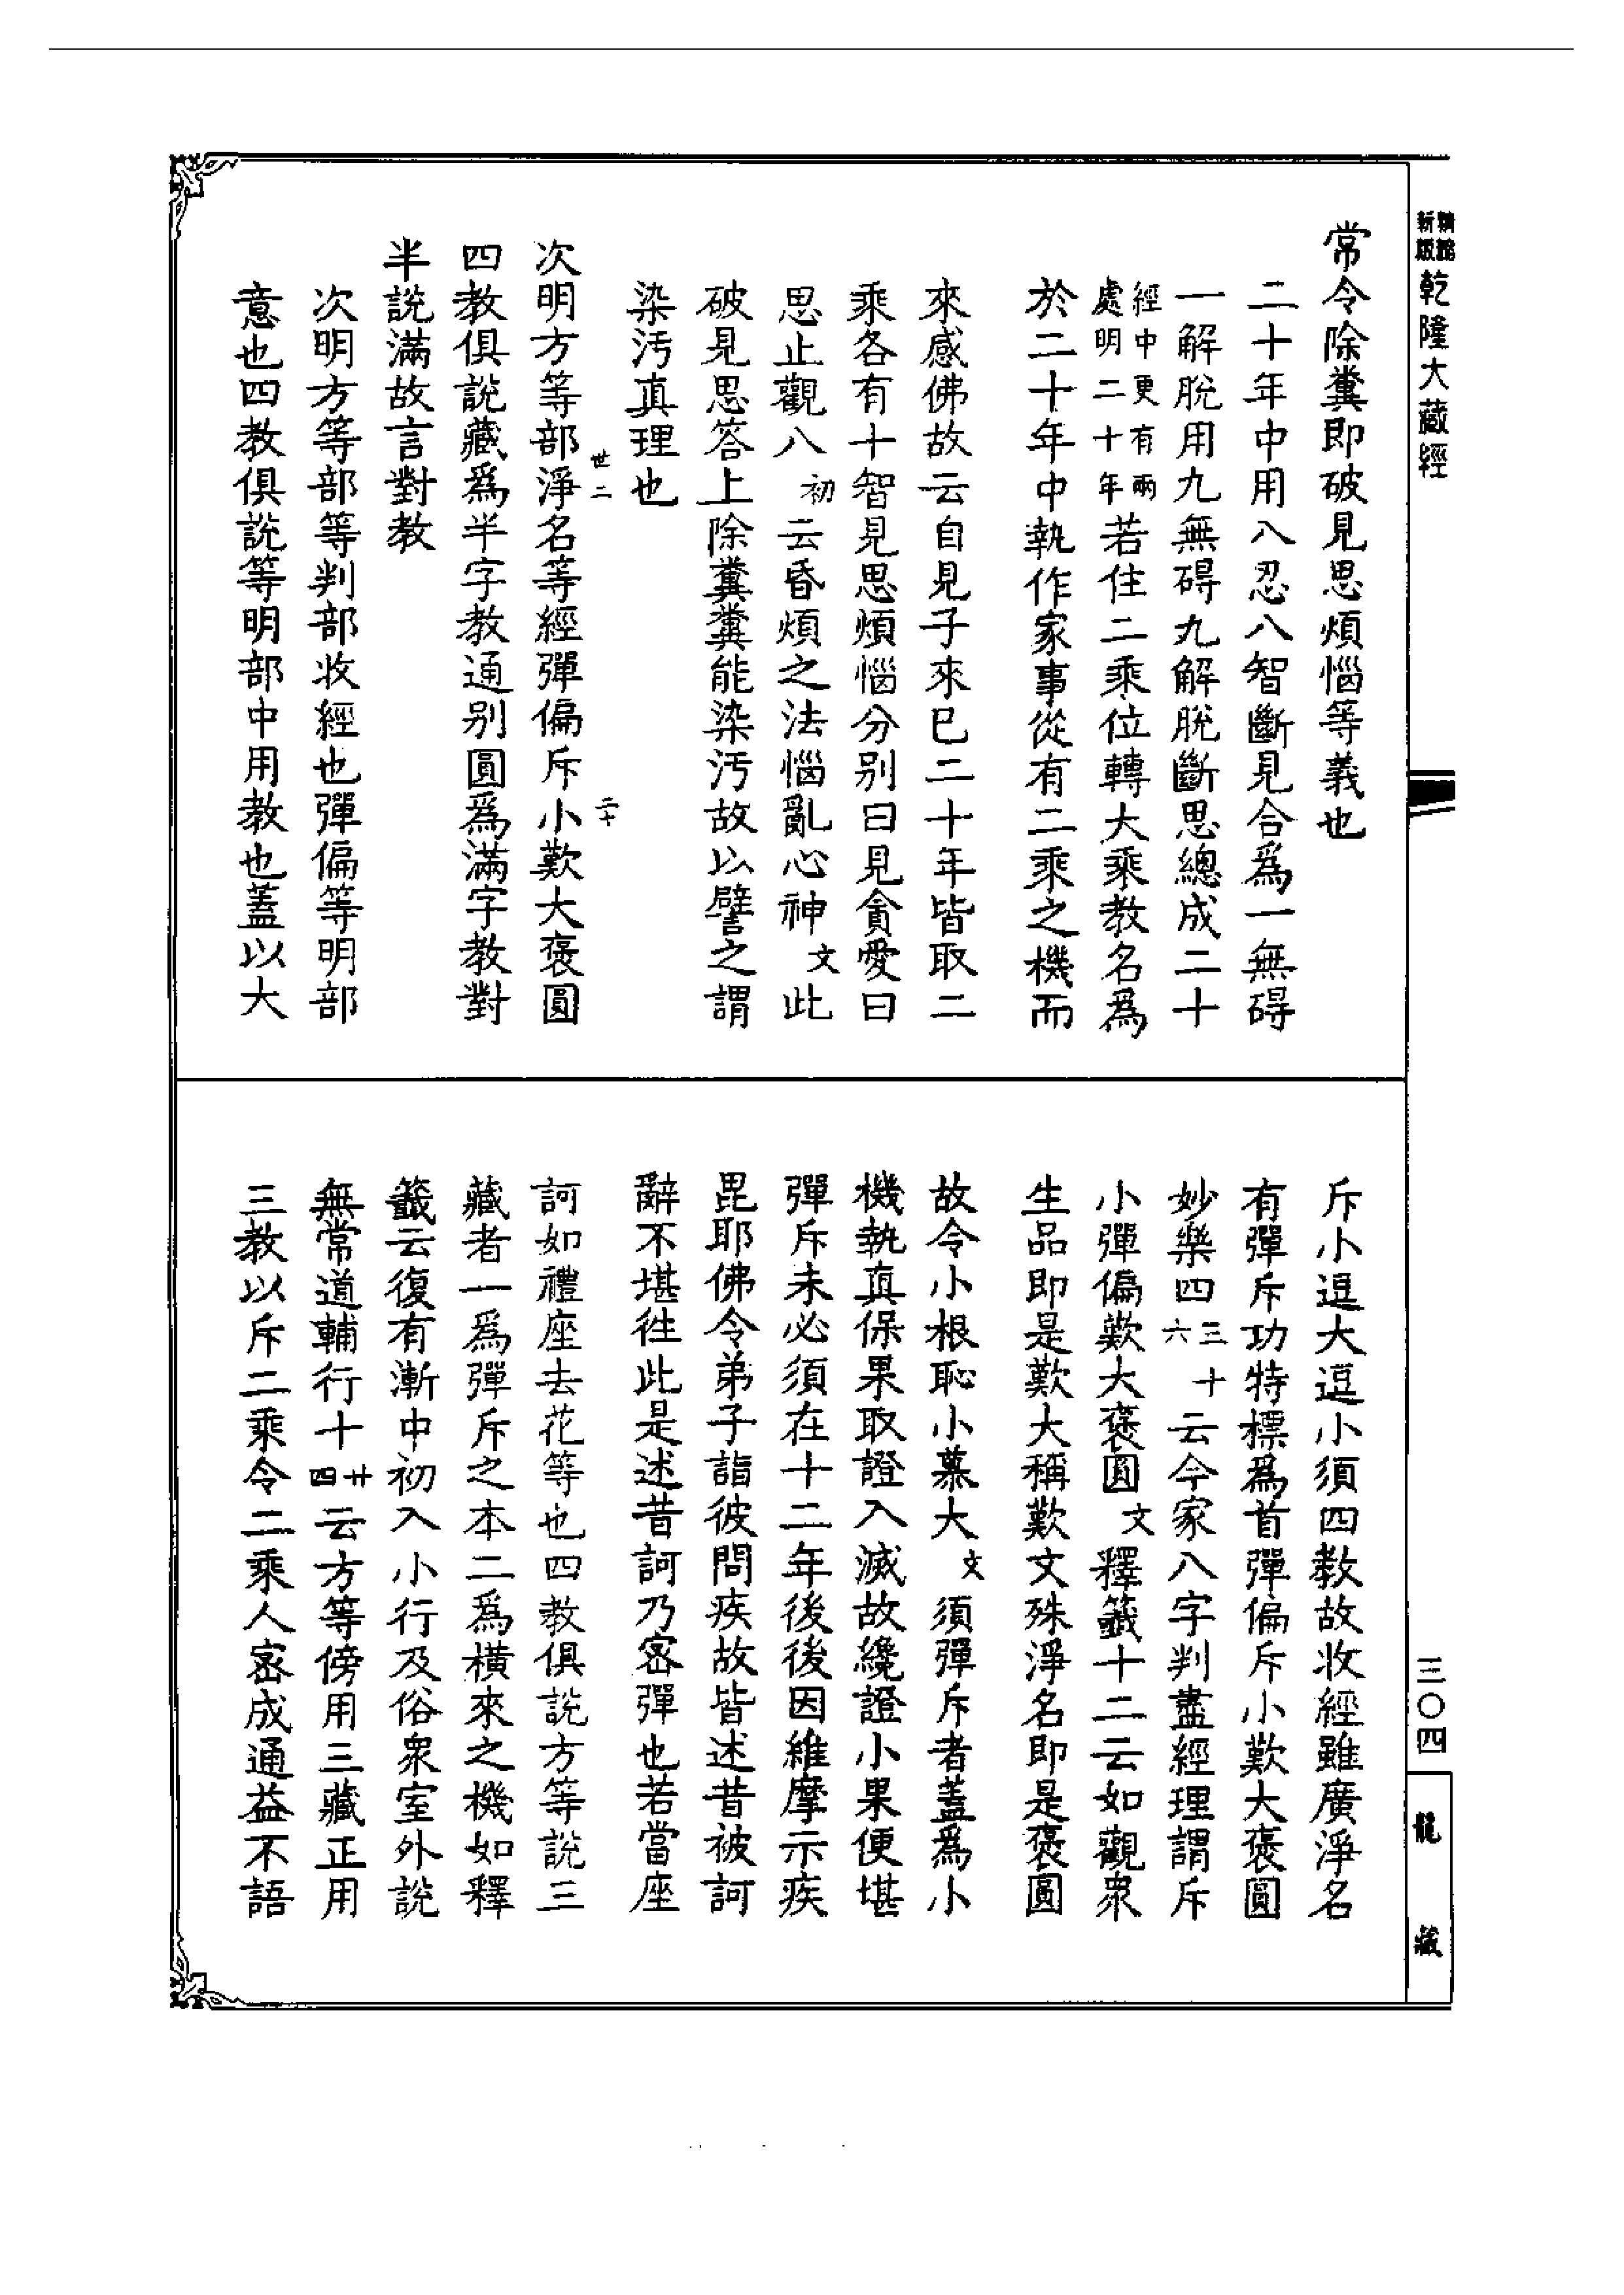 精縮
新版
乾隆大藏經
常令除糞即破見思煩惱等義也
二十年中用八忍八智斷見合爲一無碍
一解脫用九無碍九解脫斷思總成二十
經中更有兩處明二十年若住二乘位轉大乘教名爲
於二十年中執作家事從有二乘之機而
來感佛故云自見子來巳二十年皆取二
乘各有十智見思煩惱分別曰見貪愛曰
思止觀八初云昏煩之法惱亂心神文此
破見思答上除糞糞能染污故以譬之謂
染污真理也
世二
二十
次明方等部淨名等經彈偏斥小歎大褒圓
四教俱說藏爲半字教通別圓爲滿字教對
半說滿故言對教
次明方等部等判部收經也彈偏等明部
意也四教俱說等明部中用教也蓋以大
斥小逗大逗小須四教故收經雖廣淨名
有彈斥功特標爲首彈偏斥小歎大褒圓
妙樂四三十六云今家八字判盡經理謂斥
小彈偏歎大褒圓文釋籤十二云如觀衆
生品即是歎大稱歎文殊淨名即是褒圓
故令小根恥小慕大文須彈斥者蓋爲小
機執真保果取證入滅故纔證小果便堪
彈斥未必須在十二年後後因維摩示疾
毘耶佛令弟子詣彼問疾故皆述昔被訶
辭不堪徃此是述昔訶乃密彈也若當座
訶如禮座去花等也四教俱說方等說三
藏者一爲彈斥之本二爲橫來之機如釋
籤云復有漸中初入小行及俗衆室外說
無常道輔行十廿四云方等傍用三藏正用
三教以斥二乘令二乘人密成通益不語
三〇四
龍藏